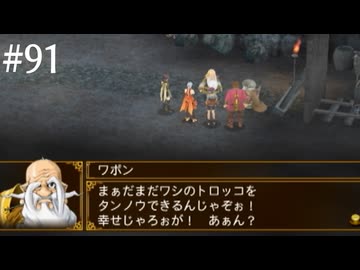 #91
ワポン
まぁだまだワシのトロッコを
タンノウできるんじゃぞぉ！
幸せじゃろぉが！　あぁん？